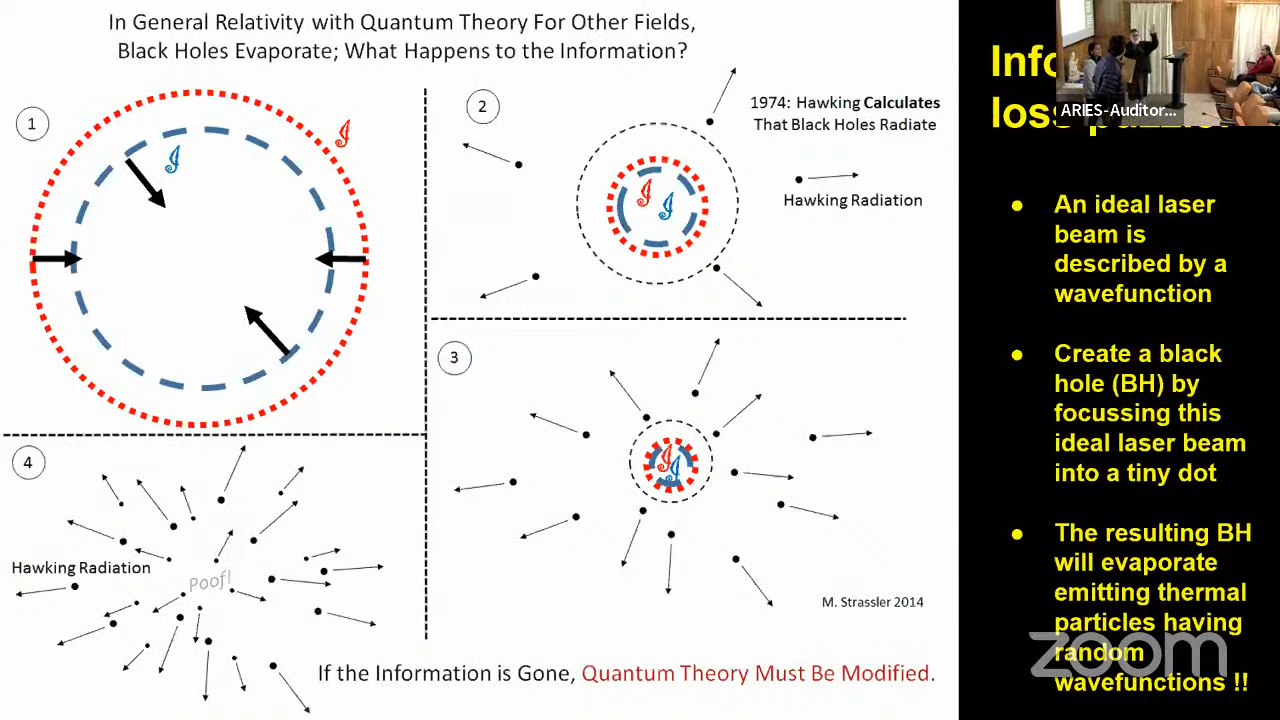 In General Relativity with Quantum Theory For Other Fields,
Black Holes Evaporate; What Happens to the Information?
1
2
1974: Hawking Calculates
That Black Holes Radiate
Hawking Radiation
3
M. Strassler 2014
4
Hawking Radiation
Poof!
If the Information is Gone, Quantum Theory Must Be Modified.
ARIES-Auditor...
An ideal laser
beam is
described by a
wavefunction
Create a black
hole (BH) by
focussing this
ideal laser beam
into a tiny dot
The resulting BH
will evaporate
emitting thermal
particles having
random
wavefunctions !!
zoom